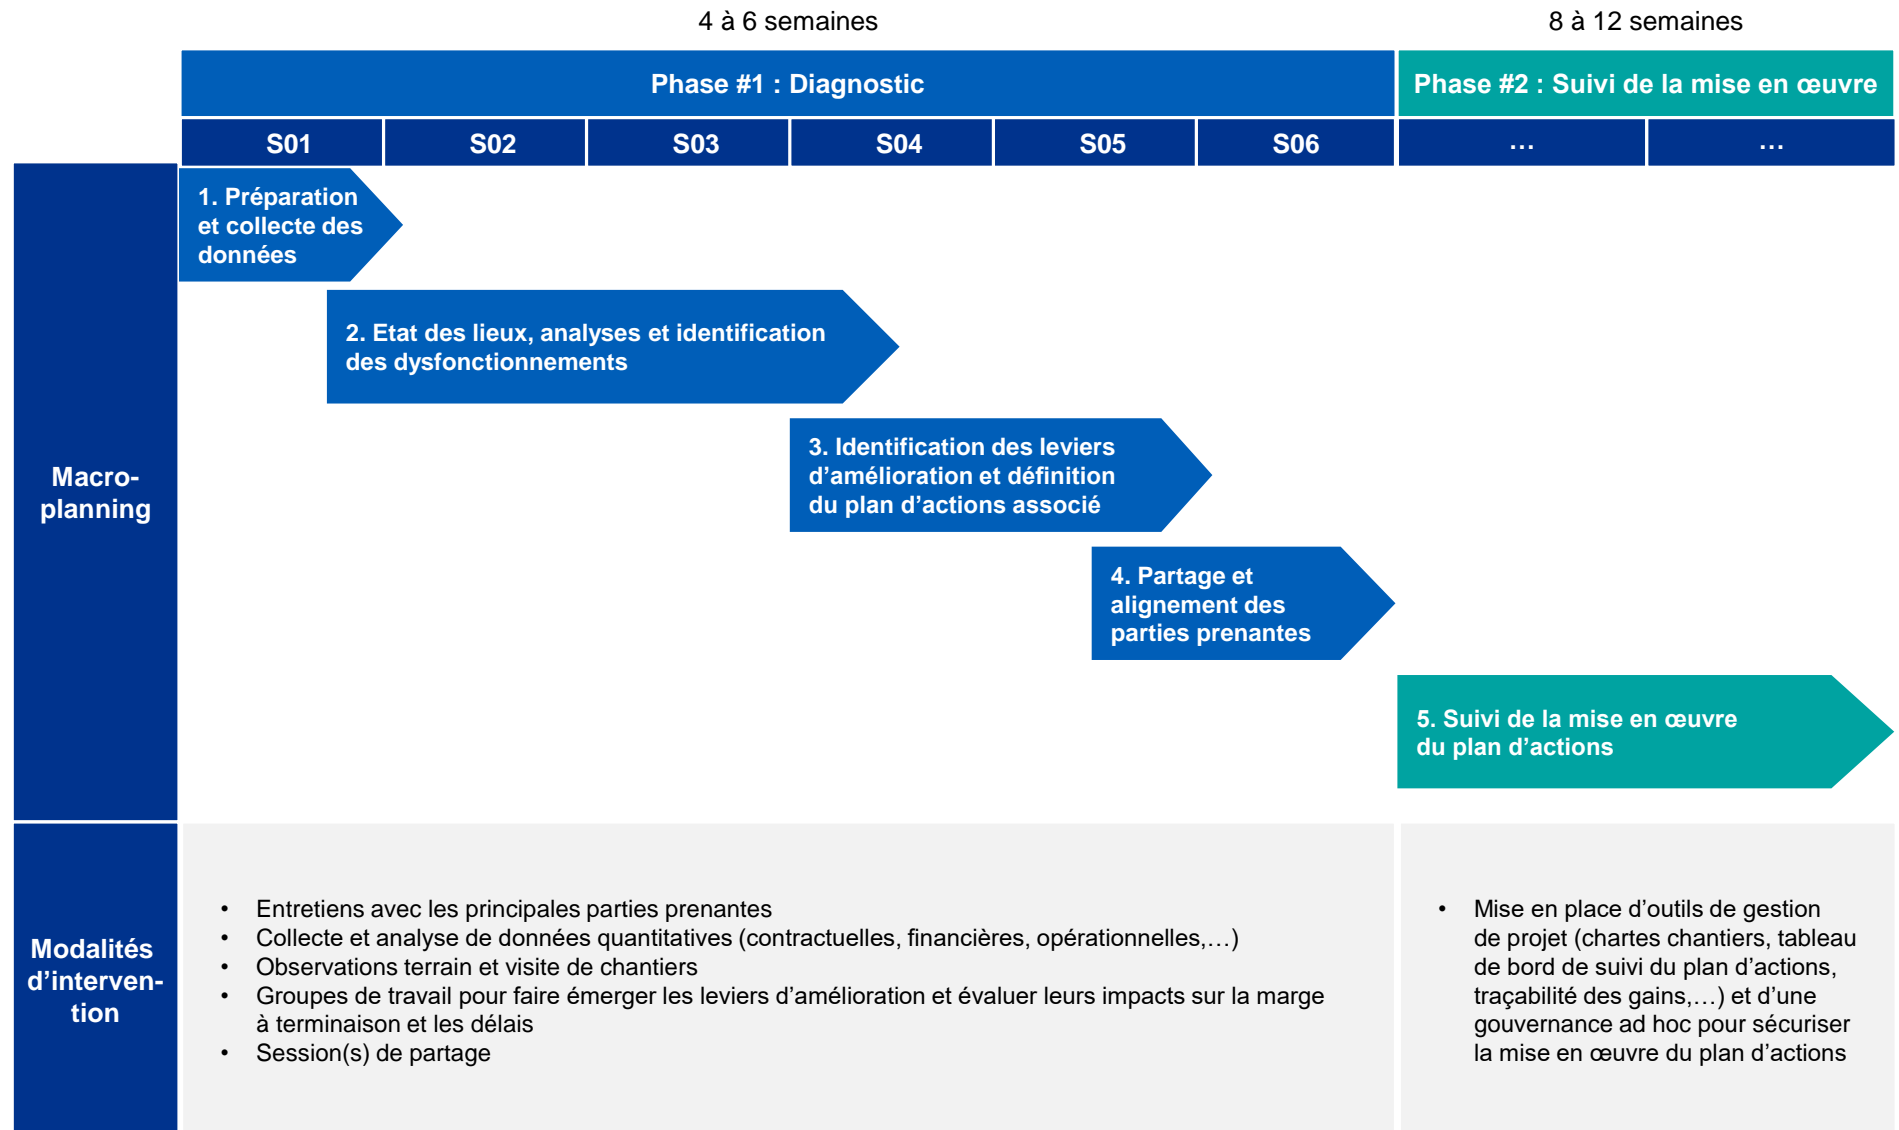 4 à 6 semaines
8 à 12 semaines
Phase #1 : Diagnostic
Phase #2 : Suivi de la mise en œuvre
S01
S02
S03
S04
S05
S06
…
…
Macro-
planning
1. Préparation
et collecte des
données
2. Etat des lieux, analyses et identification
des dysfonctionnements
3. Identification des leviers
d’amélioration et définition
du plan d’actions associé
4. Partage et
alignement des
parties prenantes
5. Suivi de la mise en œuvre
du plan d’actions
Modalités
d’interven-
tion
• Entretiens avec les principales parties prenantes
• Collecte et analyse de données quantitatives (contractuelles, financières, opérationnelles,…)
• Observations terrain et visite de chantiers
• Groupes de travail pour faire émerger les leviers d’amélioration et évaluer leurs impacts sur la marge
à terminaison et les délais
• Session(s) de partage
• Mise en place d’outils de gestion
de projet (chartes chantiers, tableau
de bord de suivi du plan d’actions,
traçabilité des gains,…) et d’une
gouvernance ad hoc pour sécuriser
la mise en œuvre du plan d’actions